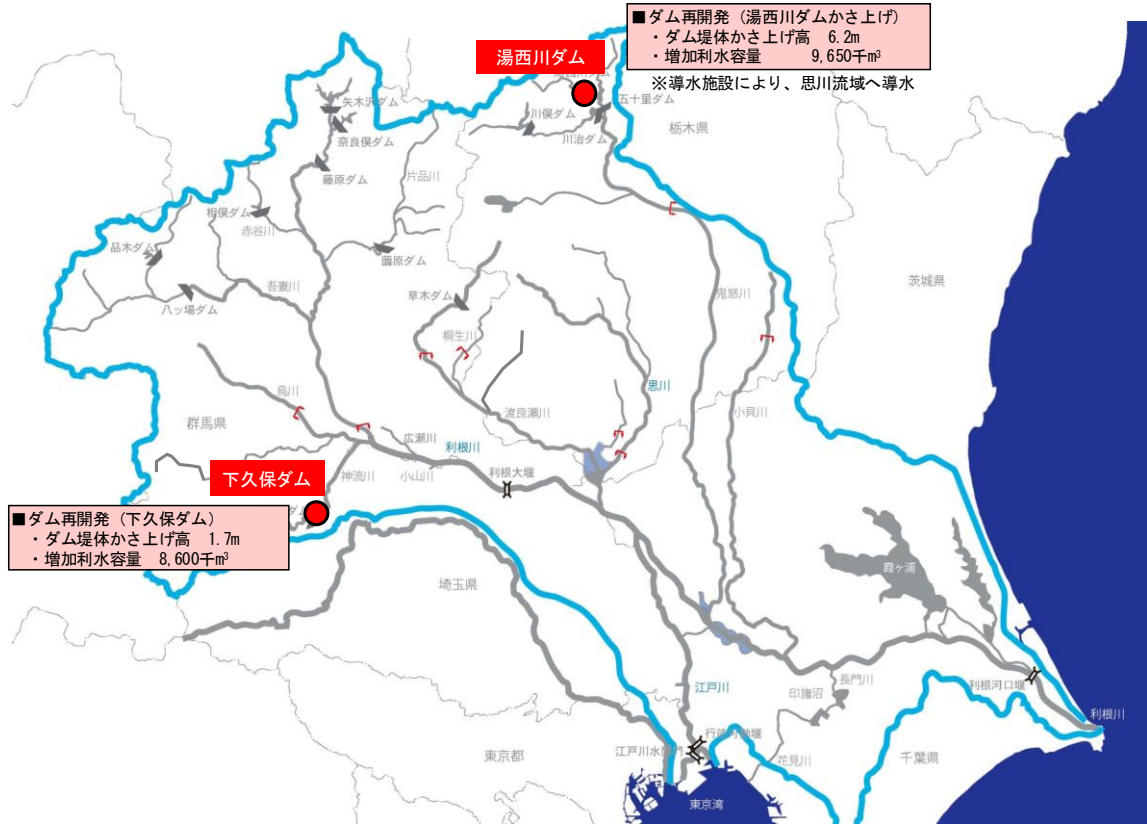 ■ダム再開発（湯西川ダムかさ上げ）
・ダム堤体かさ上げ高 6.2m
・増加利水容量 9,650千m³
※導水施設により、思川流域へ導水
湯西川ダム
五十里ダム
川俣ダム
川治ダム
栃木県
矢木沢ダム
奈良俣ダム
藤原ダム
片品川
相俣ダム
赤谷川
品木ダム
薗原ダム
吾妻川
八ッ場ダム
草木ダム
桐生川
鬼怒川
茨城県
思川
小貝川
烏川
群馬県
渡良瀬川
広瀬川
利根川
利根大堰
神流川
小山川
下久保ダム
■ダム再開発（下久保ダム）
・ダム堤体かさ上げ高 1.7m
・増加利水容量 8,600千m³
埼玉県
霞ヶ浦
江戸川
印旛沼
長門川
利根河口堰
利根川
行徳可動堰
江戸川水閘門
花見川
千葉県
東京都
東京湾